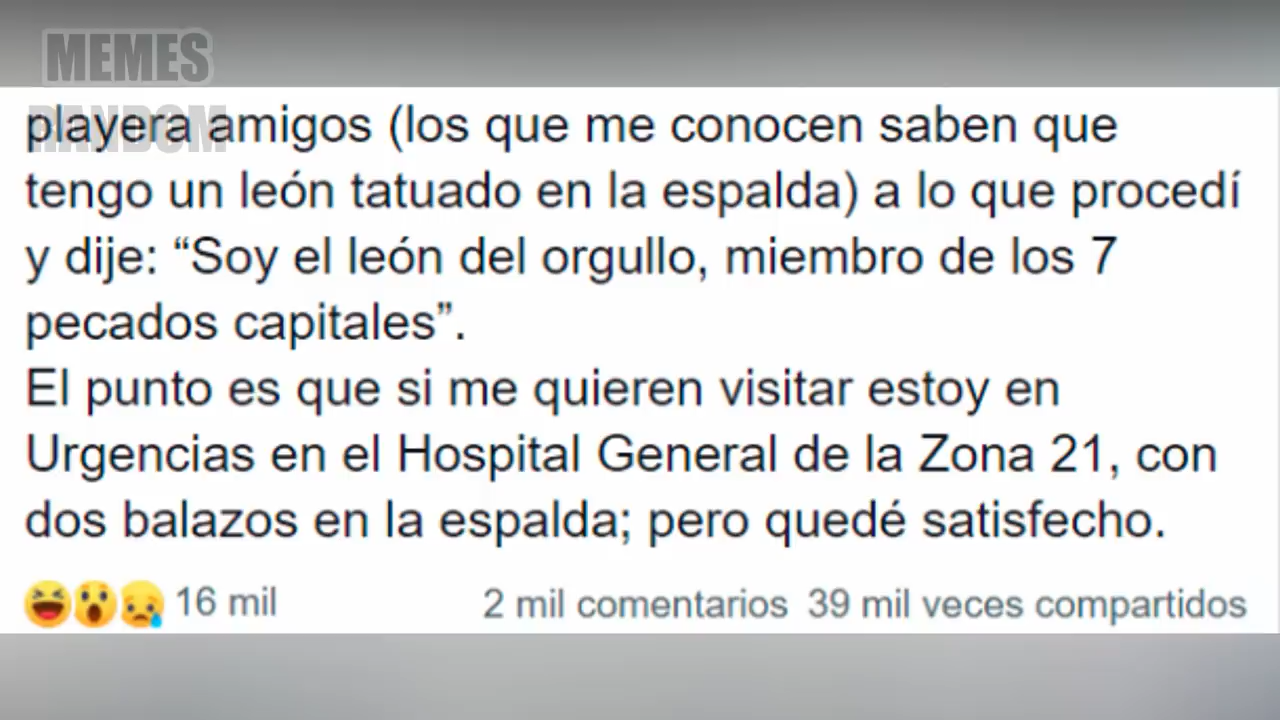 MEMES
RANDOM
playera amigos (los que me conocen saben que
tengo un león tatuado en la espalda) a lo que procedí
y dije: “Soy el león del orgullo, miembro de los 7
pecados capitales”.
El punto es que si me quieren visitar estoy en
Urgencias en el Hospital General de la Zona 21, con
dos balazos en la espalda; pero quedé satisfecho.
16 mil 2 mil comentarios 39 mil veces compartidos